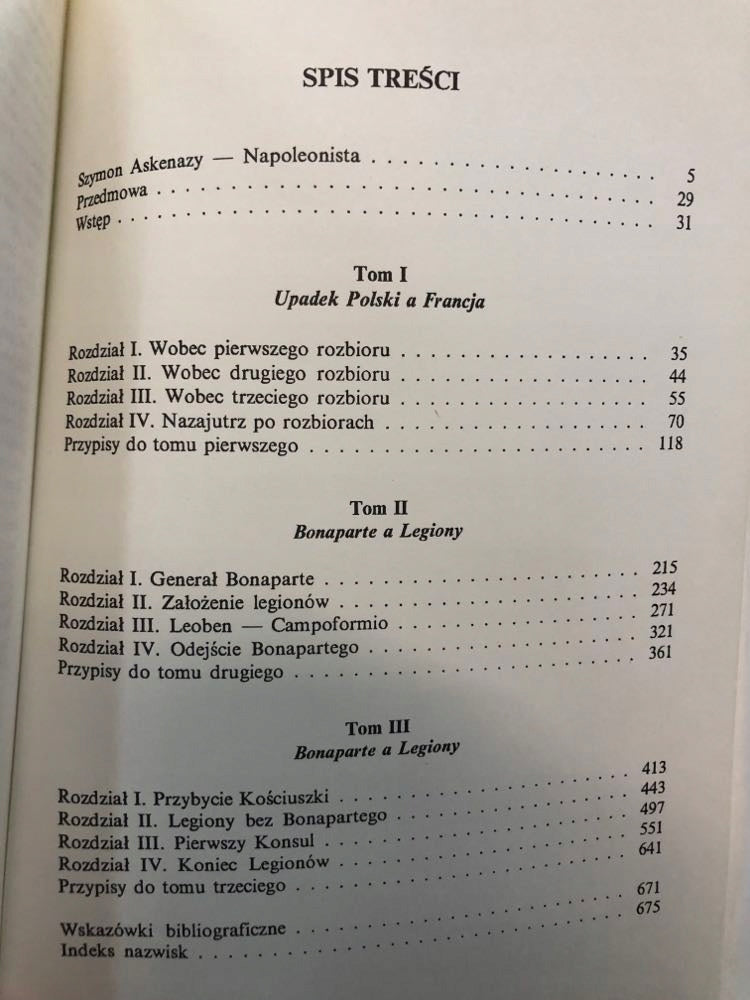 SPIS TREŚCI
Szymon Askenazy — Napoleonista . . . . . . . . . . . . . . . . . . . 5
Przedmowa . . . . . . . . . . . . . . . . . . . . . . . . . . . . 29
Wstęp . . . . . . . . . . . . . . . . . . . . . . . . . . . . . . 31
Tom I
Upadek Polski a Francja
Rozdział I. Wobec pierwszego rozbioru . . . . . . . . . . . . . . . 35
Rozdział II. Wobec drugiego rozbioru . . . . . . . . . . . . . . . 44
Rozdział III. Wobec trzeciego rozbioru . . . . . . . . . . . . . . 55
Rozdział IV. Nazajutrz po rozbiorach . . . . . . . . . . . . . . . 70
Przypisy do tomu pierwszego . . . . . . . . . . . . . . . . . . . 118
Tom II
Bonaparte a Legiony
Rozdział I. Generał Bonaparte . . . . . . . . . . . . . . . . . . 215
Rozdział II. Założenie legionów . . . . . . . . . . . . . . . . . 234
Rozdział III. Leoben — Campoformio . . . . . . . . . . . . . . . 271
Rozdział IV. Odejście Bonapartego . . . . . . . . . . . . . . . . 321
Przypisy do tomu drugiego . . . . . . . . . . . . . . . . . . . . 361
Tom III
Bonaparte a Legiony
Rozdział I. Przybycie Kościuszki . . . . . . . . . . . . . . . . . 413
Rozdział II. Legiony bez Bonapartego . . . . . . . . . . . . . . . 443
Rozdział III. Pierwszy Konsul . . . . . . . . . . . . . . . . . . 497
Rozdział IV. Koniec Legionów . . . . . . . . . . . . . . . . . . 551
Przypisy do tomu trzeciego . . . . . . . . . . . . . . . . . . . . 641
Wskazówki bibliograficzne . . . . . . . . . . . . . . . . . . . . 671
Indeks nazwisk . . . . . . . . . . . . . . . . . . . . . . . . . 675